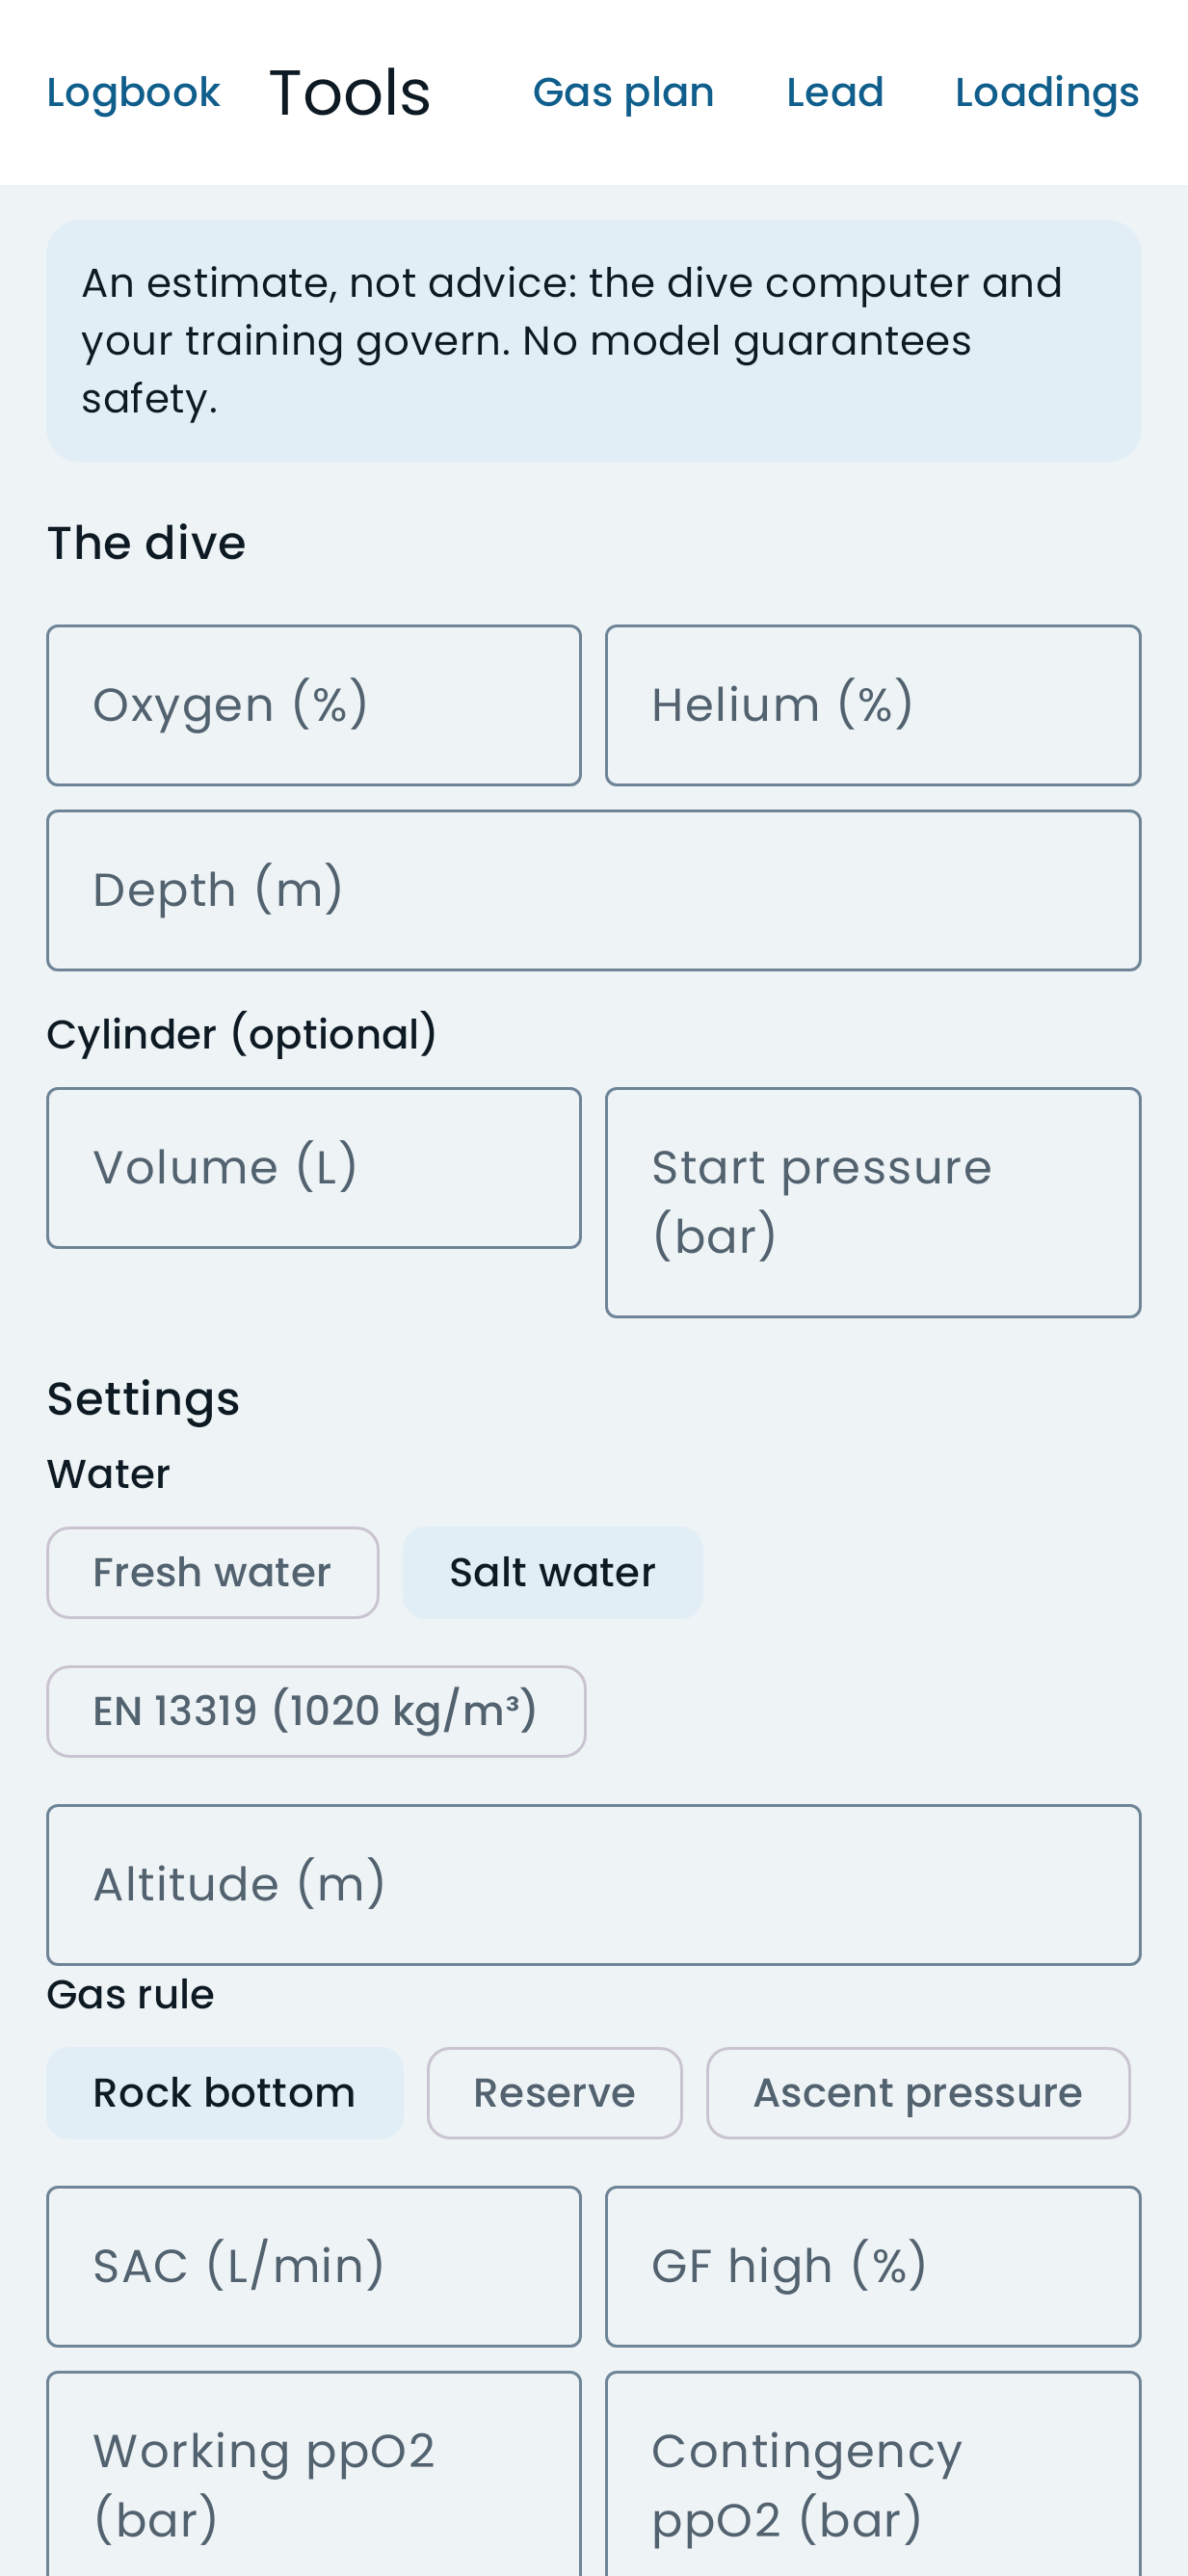 Logbook Tools Gas plan Lead Loadings
An estimate, not advice: the dive computer and
your training govern. No model guarantees
safety.
The dive
Oxygen (%) Helium (%)
Depth (m)
Cylinder (optional)
Volume (L) Start pressure
(bar)
Settings
Water
Fresh water Salt water
EN 13319 (1020 kg/m³)
Altitude (m)
Gas rule
Rock bottom Reserve Ascent pressure
SAC (L/min) GF high (%)
Working ppO2
(bar)
Contingency
ppO2 (bar)